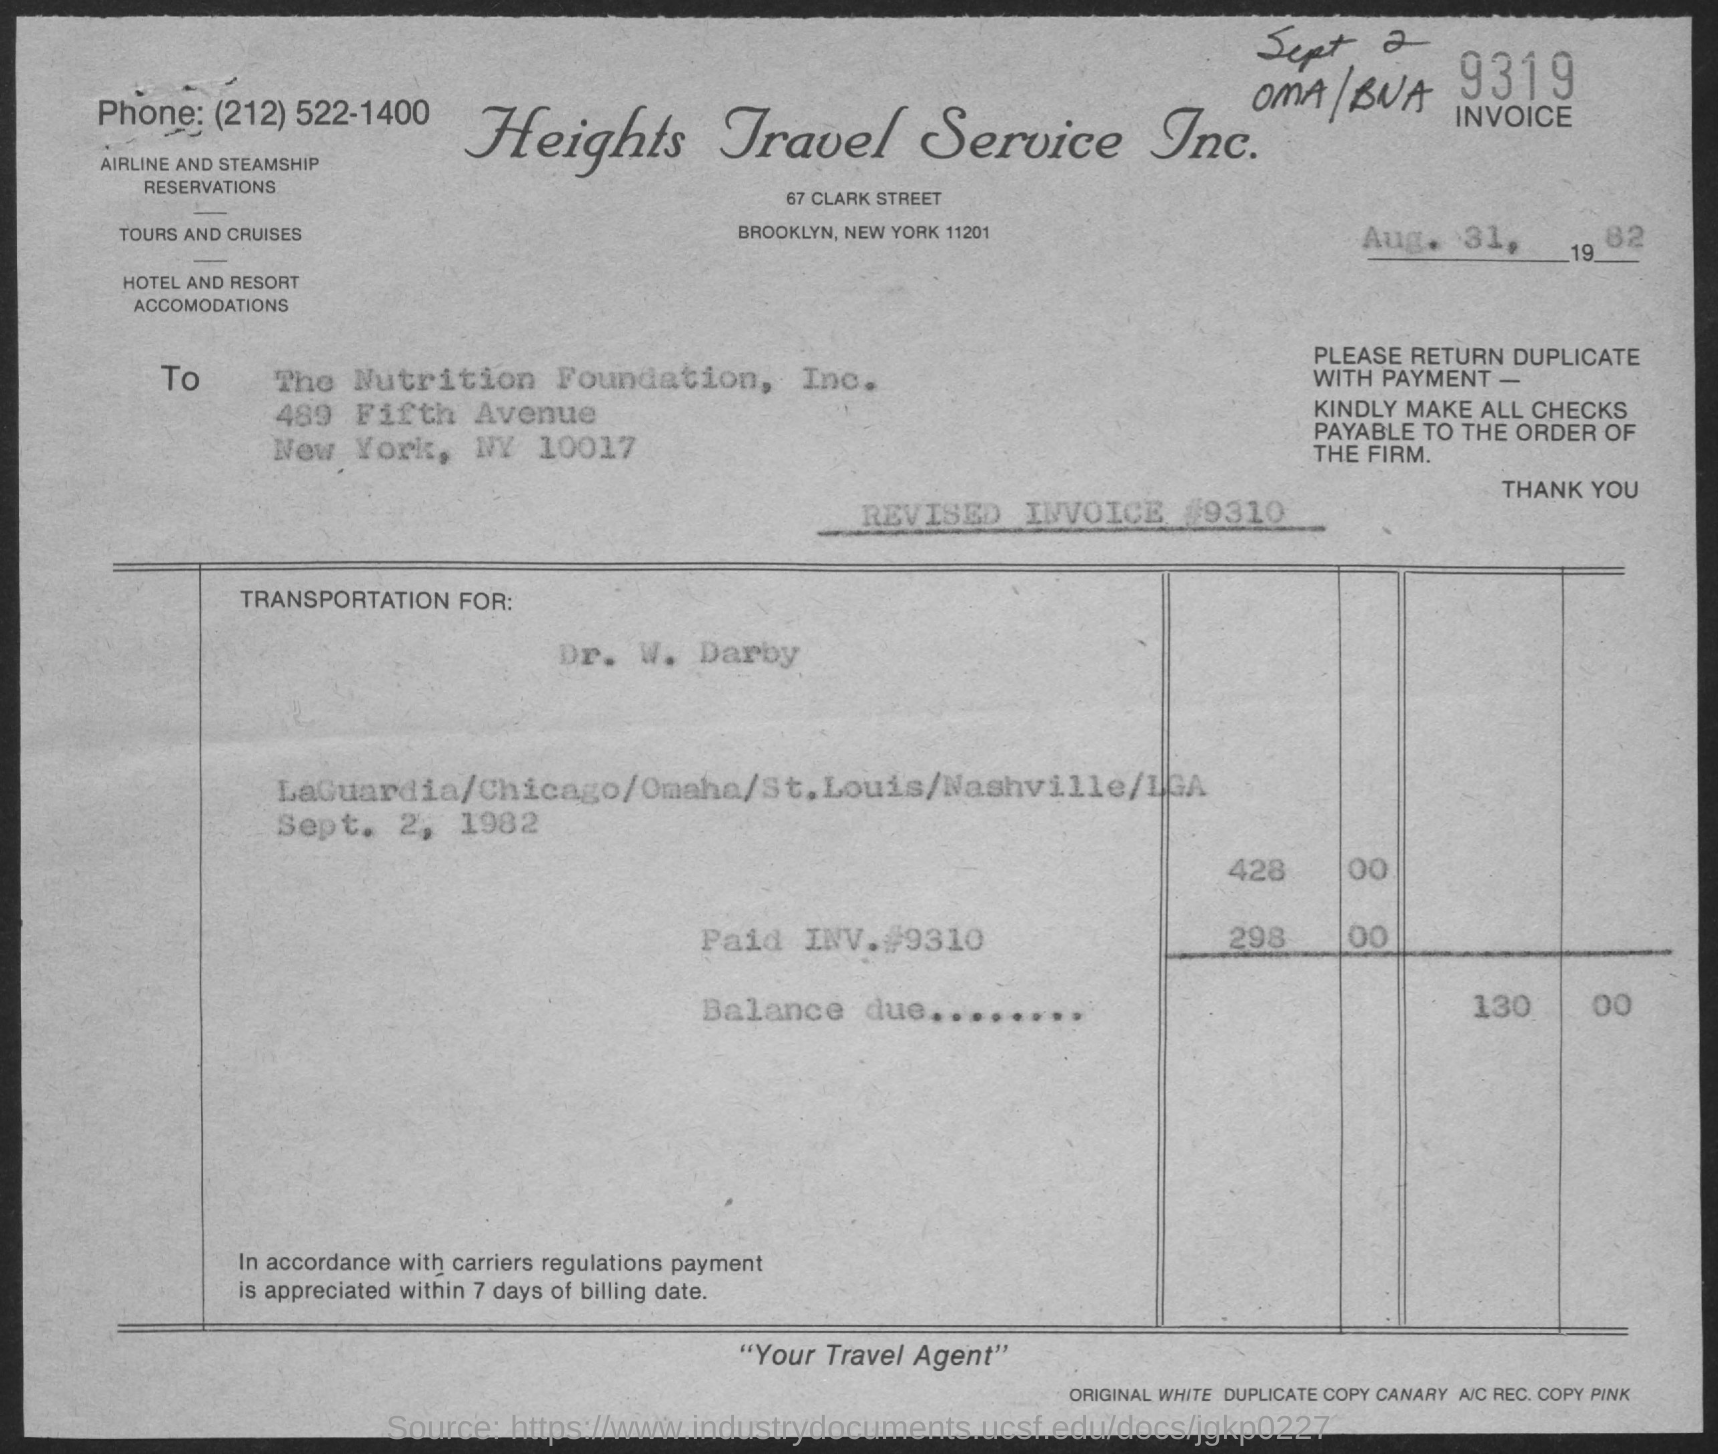 Sept 2
OMA/BNA
9319
INVOICE
Phone: (212) 522-1400
Heights Travel Service Inc.
AIRLINE AND STEAMSHIP
RESERVATIONS
TOURS AND CRUISES
HOTEL AND RESORT
ACCOMODATIONS
67 CLARK STREET
BROOKLYN, NEW YORK 11201
Aug. 31, 19 82
To The Nutrition Foundation, Inc.
489 Fifth Avenue
New York, NY 10017
PLEASE RETURN DUPLICATE
WITH PAYMENT —
KINDLY MAKE ALL CHECKS
PAYABLE TO THE ORDER OF
THE FIRM.
THANK YOU
REVISED INVOICE #9310
TRANSPORTATION FOR:
Dr. W. Darby
LaGuardia/Chicago/Omaha/St.Louis/Nashville/LGA
Sept. 2, 1982
428 00
Paid INV.#9310 298 00
Balance due........ 130 00
In accordance with carriers regulations payment
is appreciated within 7 days of billing date.
"Your Travel Agent"
ORIGINAL WHITE DUPLICATE COPY CANARY A/C REC. COPY PINK
Source: https://www.industrydocuments.ucsf.edu/docs/jgkp0227